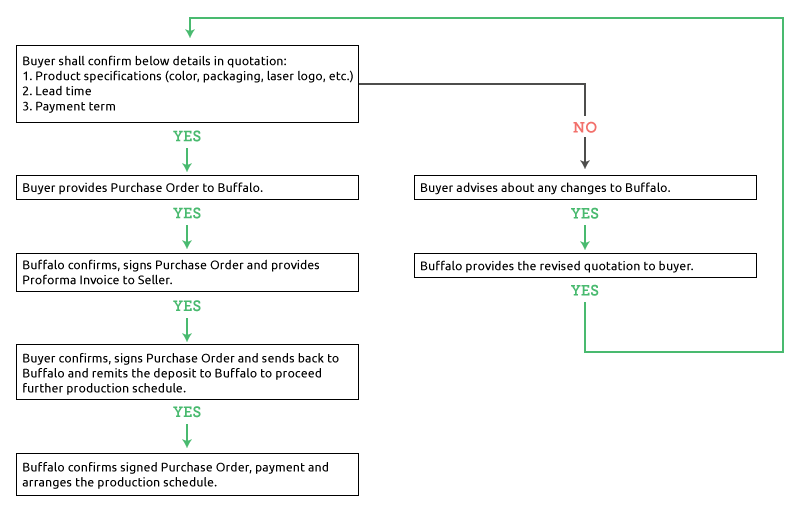 Buyer shall confirm below details in quotation:
1. Product specifications (color, packaging, laser logo, etc.)
2. Lead time
3. Payment term
YES
NO
Buyer provides Purchase Order to Buffalo.
Buyer advises about any changes to Buffalo.
YES
YES
Buffalo confirms, signs Purchase Order and provides
Proforma Invoice to Seller.
Buffalo provides the revised quotation to buyer.
YES
YES
Buyer confirms, signs Purchase Order and sends back to
Buffalo and remits the deposit to Buffalo to proceed
further production schedule.
YES
Buffalo confirms signed Purchase Order, payment and
arranges the production schedule.